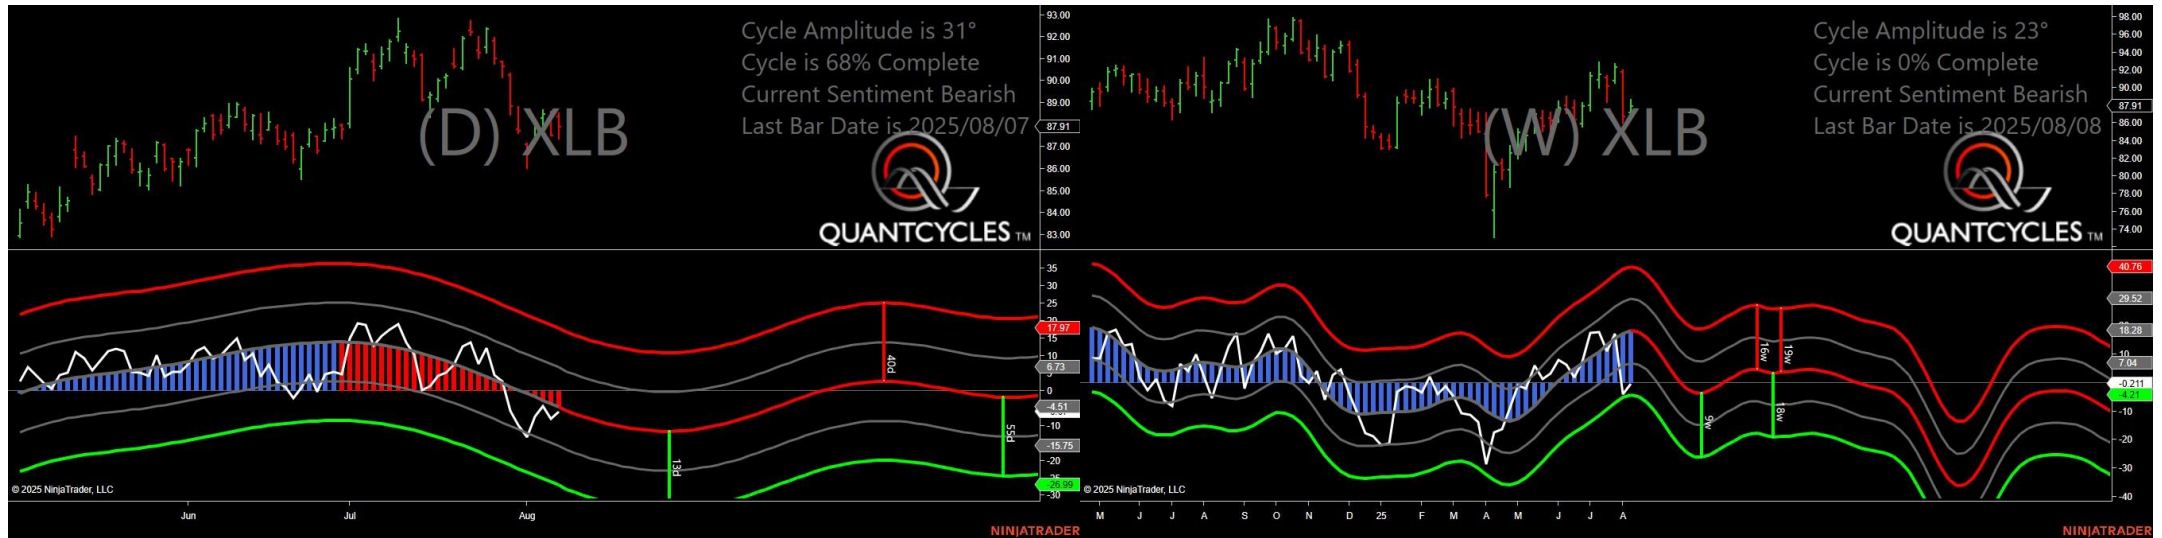 Cycle Amplitude is 31°
Cycle is 68% Complete
Current Sentiment Bearish
Last Bar Date is 2025/08/07
(D) XLB
QUANTCYCLES TM
93.00
92.00
91.00
90.00
89.00
87.91
87.00
86.00
85.00
84.00
83.00
35
30
25
17.97
15
10
6.73
0
-4.51
-10
-15.75
-20
-26.99
-30
40d
13d
55d
© 2025 NinjaTrader, LLC
Jun
Jul
Aug
NINJATRADER
Cycle Amplitude is 23°
Cycle is 0% Complete
Current Sentiment Bearish
Last Bar Date is 2025/08/08
(W) XLB
QUANTCYCLES TM
98.00
96.00
94.00
92.00
90.00
87.91
86.00
84.00
82.00
80.00
78.00
76.00
74.00
40.76
29.52
18.28
10
7.04
-0.211
-4.21
-10
-20
-30
-40
16w
19w
9w
18w
© 2025 NinjaTrader, LLC
M J J A S O N D 25 F M A M J J A
NINJATRADER